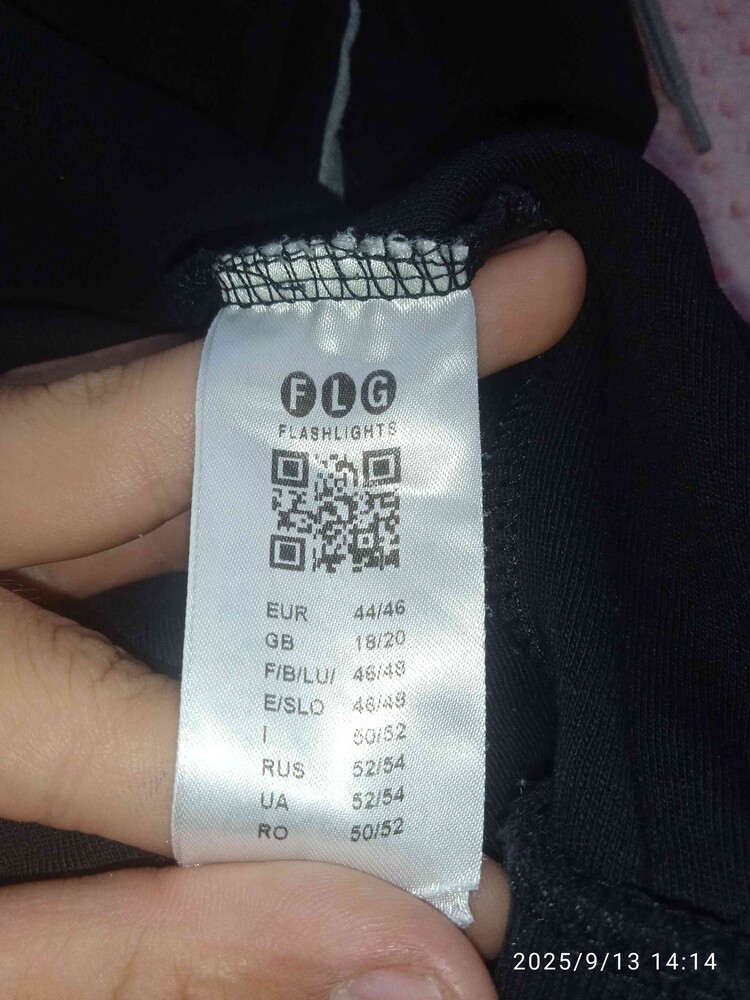 FLG
FLASHLIGHTS
EUR 44/46
GB 18/20
F/B/LU/ 46/48
E/SLO 46/48
I 50/52
RUS 52/54
UA 52/54
RO 50/52
2025/9/13 14:14